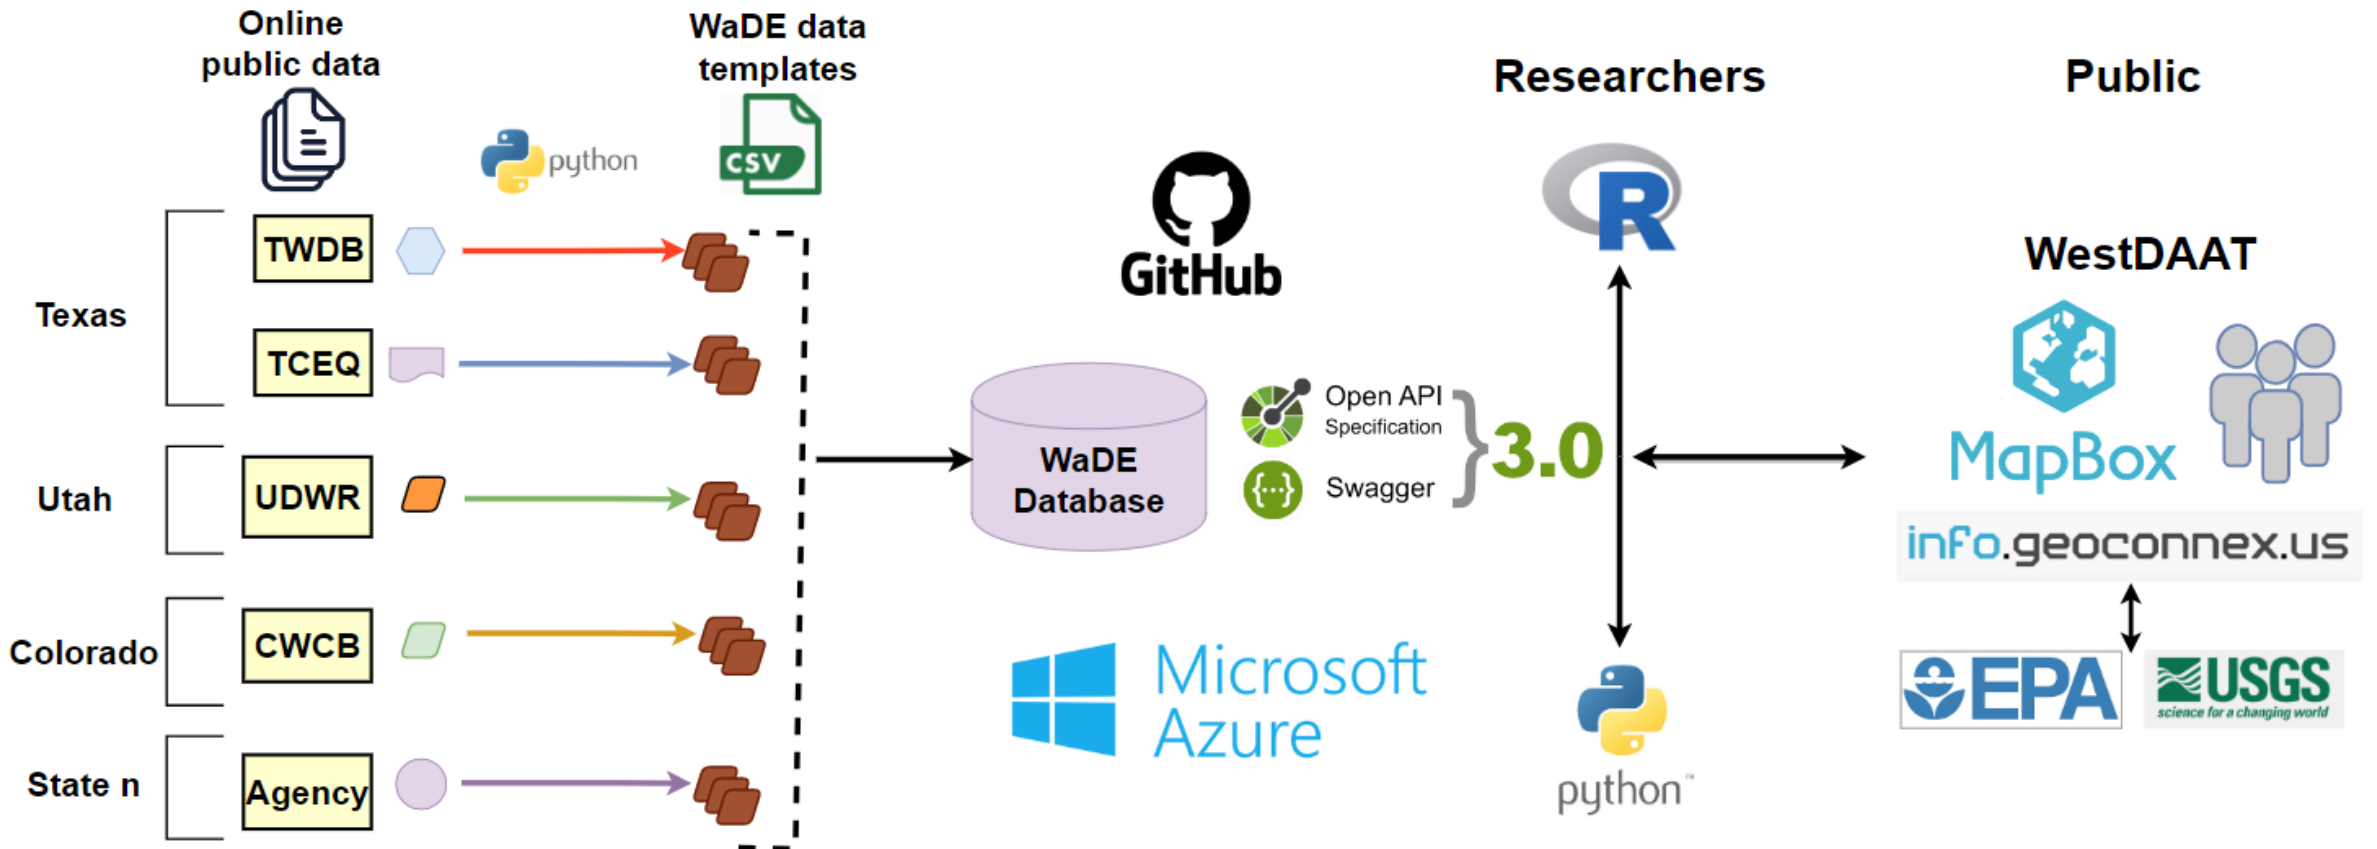 Online
public data
WaDE data
templates
python
CSV
Researchers
Public
Texas
TWDB
TCEQ
Utah
UDWR
Colorado
CWCB
State n
Agency
GitHub
WaDE
Database
Open API
Specification
Swagger
3.0
Microsoft
Azure
R
python™
WestDAAT
MapBox
info.geoconnex.us
EPA
USGS
science for a changing world